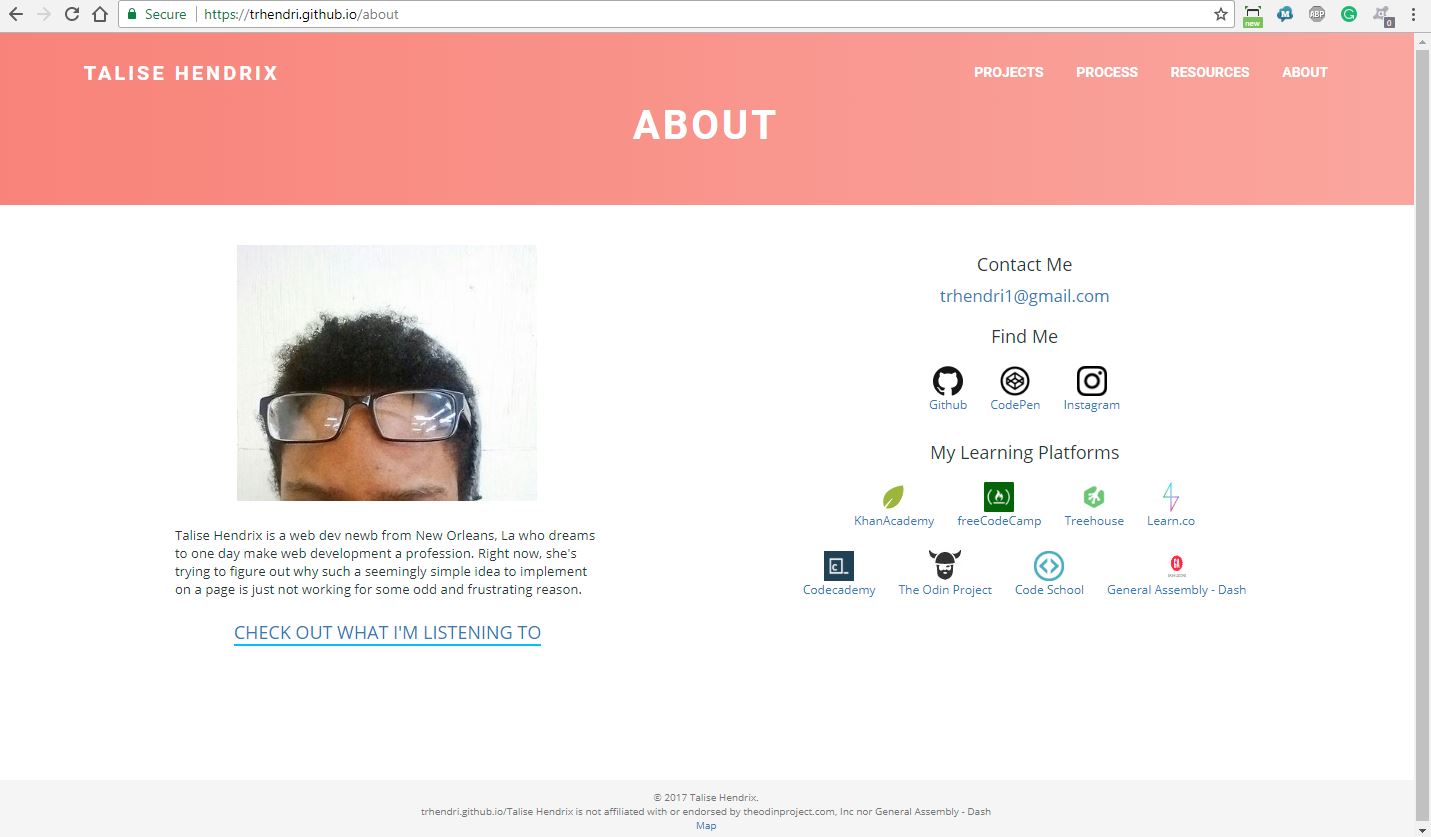 Secure
https://trhendri.github.io/about
new
M
ABP
G
0
TALISE HENDRIX
PROJECTS
PROCESS
RESOURCES
ABOUT
ABOUT
Talise Hendrix is a web dev newb from New Orleans, La who dreams
to one day make web development a profession. Right now, she's
trying to figure out why such a seemingly simple idea to implement
on a page is just not working for some odd and frustrating reason.
CHECK OUT WHAT I'M LISTENING TO
Contact Me
trhendri1@gmail.com
Find Me
Github
CodePen
Instagram
My Learning Platforms
KhanAcademy
freeCodeCamp
Treehouse
Learn.co
Codecademy
The Odin Project
Code School
General Assembly - Dash
© 2017 Talise Hendrix.
trhendri.github.io/Talise Hendrix is not affiliated with or endorsed by theodinproject.com, Inc nor General Assembly - Dash
Map